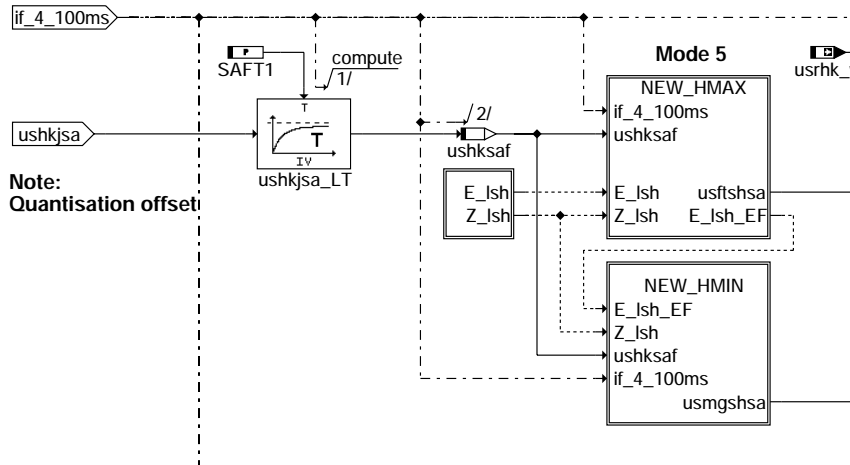 if_4_100ms
P
SAFT1
compute
1/
Mode 5
usrhk_
NEW_HMAX
if_4_100ms
ushkjsa
T
T
IV
ushkjsa_LT
2/
ushksaf
ushksaf
Note:
Quantisation offset
E_lsh
Z_lsh
E_lsh
Z_lsh
usftshsa
E_lsh_EF
NEW_HMIN
E_lsh_EF
Z_lsh
ushksaf
if_4_100ms
usmgshsa